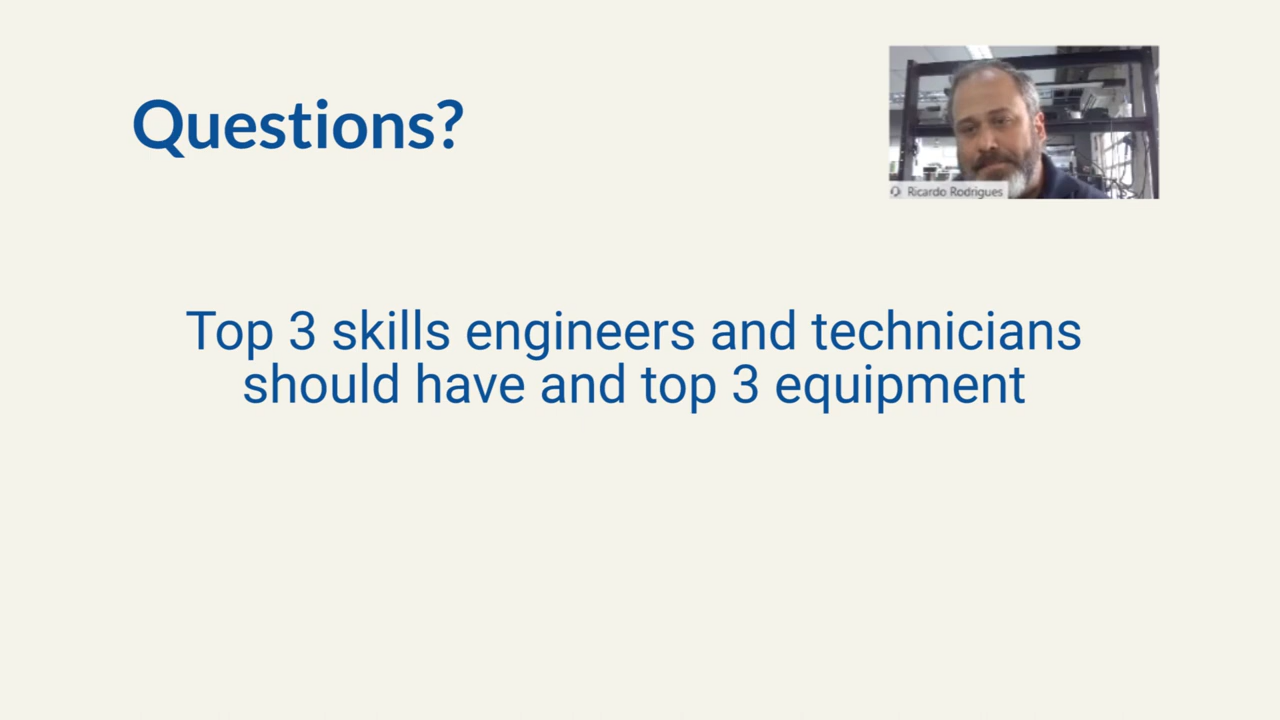 Questions?
Ricardo Rodrigues
Top 3 skills engineers and technicians
should have and top 3 equipment